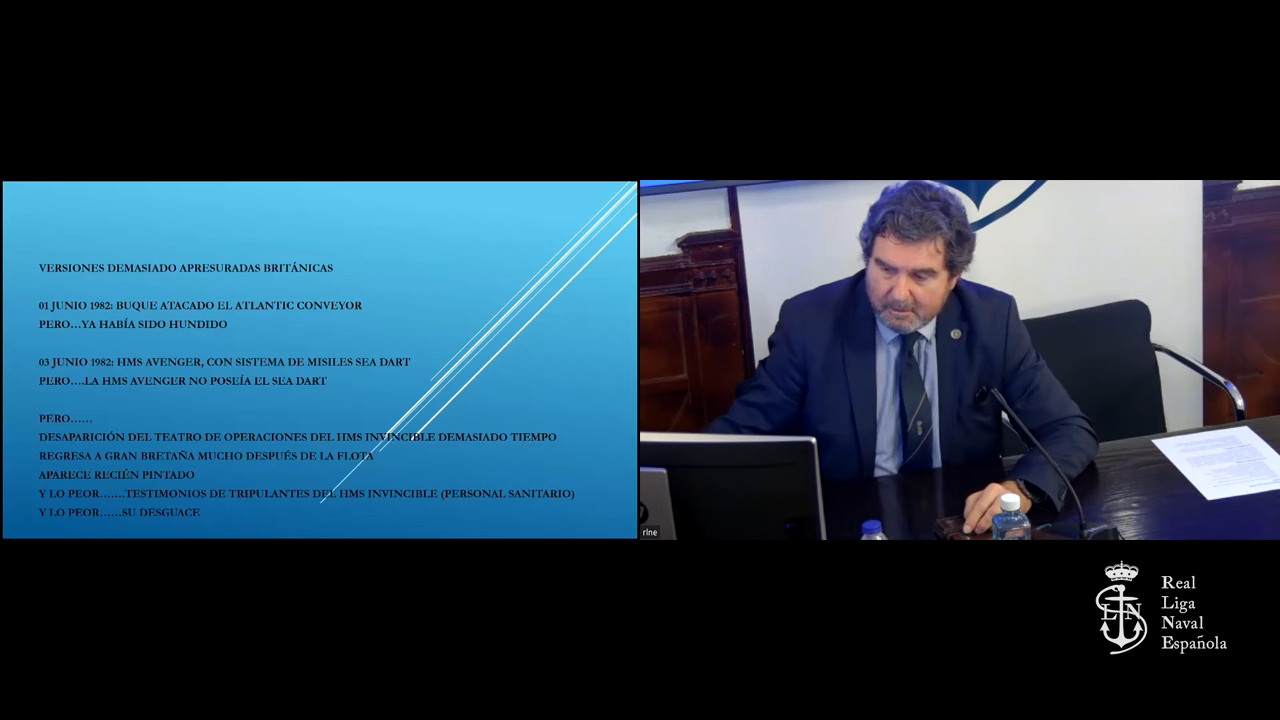 VERSIONES DEMASIADO APRESURADAS BRITÁNICAS
01 JUNIO 1982: BUQUE ATACADO EL ATLANTIC CONVEYOR
PERO...YA HABÍA SIDO HUNDIDO
03 JUNIO 1982: HMS AVENGER, CON SISTEMA DE MISILES SEA DART
PERO....LA HMS AVENGER NO POSEÍA EL SEA DART
PERO......
DESAPARICIÓN DEL TEATRO DE OPERACIONES DEL HMS INVINCIBLE DEMASIADO TIEMPO
REGRESA A GRAN BRETAÑA MUCHO DESPUÉS DE LA FLOTA
APARECE RECIÉN PINTADO
Y LO PEOR.......TESTIMONIOS DE TRIPULANTES DEL HMS INVINCIBLE (PERSONAL SANITARIO)
Y LO PEOR......SU DESGUACE
rlne
LN
Real
Liga
Naval
Española